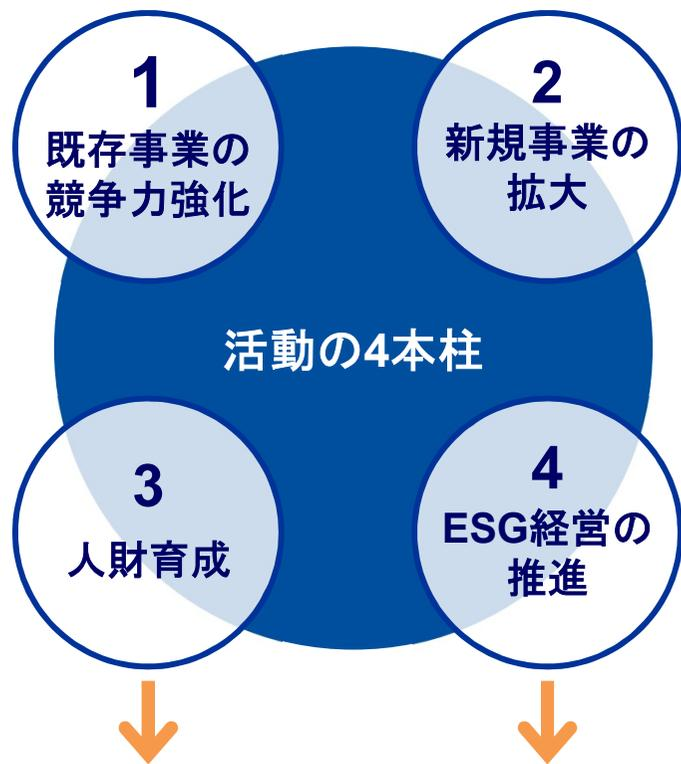 1
既存事業の
競争力強化
2
新規事業の
拡大
活動の4本柱
3
人財育成
4
ESG経営の
推進